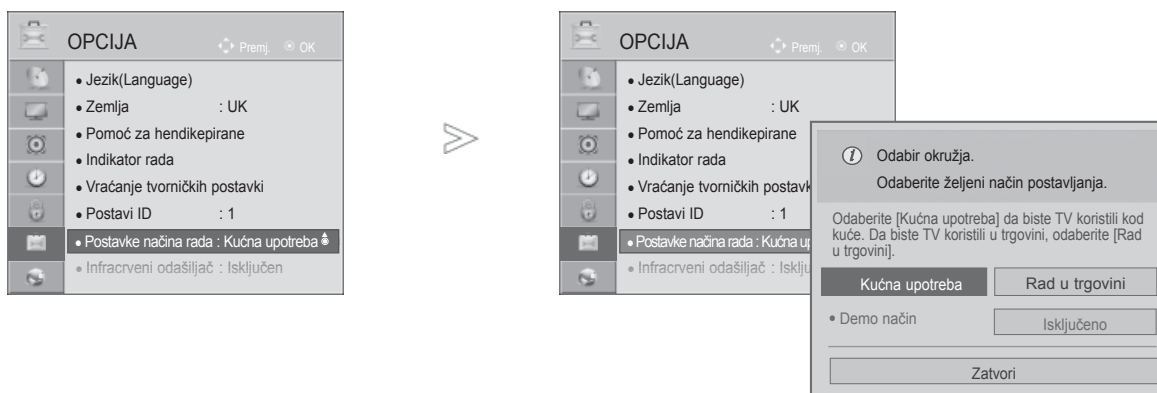 OPCIJA Premj. OK
• Jezik(Language)
• Zemlja : UK
• Pomoć za hendikepirane
• Indikator rada
• Vraćanje tvorničkih postavki
• Postavi ID : 1
• Postavke načina rada : Kućna upotreba
• Infracrveni odašiljač : Isključen
OPCIJA Premj. OK
• Jezik(Language)
• Zemlja : UK
• Pomoć za hendikepirane
• Indikator rada
• Vraćanje tvorničkih postavk
• Postavi ID : 1
• Postavke načina rada : Kućna up
• Infracrveni odašiljač : Isklju
i Odabir okružja.
Odaberite željeni način postavljanja.
Odaberite [Kućna upotreba] da biste TV koristili kod
kuće. Da biste TV koristili u trgovini, odaberite [Rad
u trgovini].
Kućna upotreba Rad u trgovini
• Demo način Isključeno
Zatvori